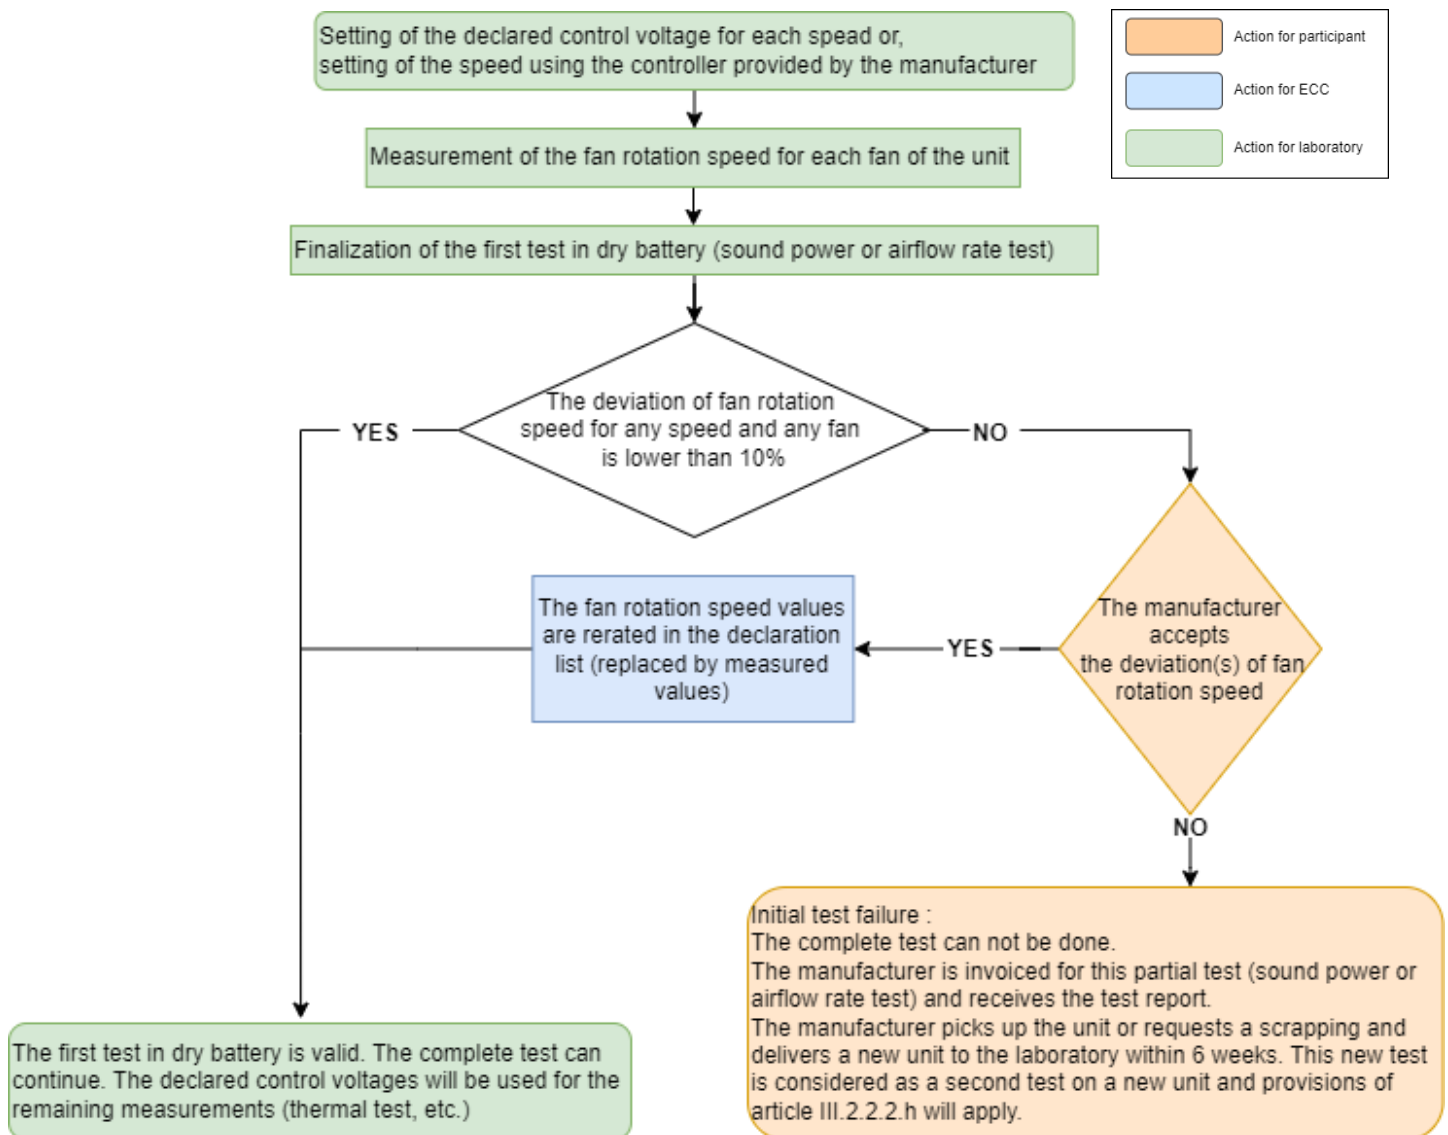 Setting of the declared control voltage for each spead or,
setting of the speed using the controller provided by the manufacturer
Action for participant
Action for ECC
Action for laboratory
Measurement of the fan rotation speed for each fan of the unit
Finalization of the first test in dry battery (sound power or airflow rate test)
The deviation of fan rotation
speed for any speed and any fan
is lower than 10%
YES
NO
The manufacturer
accepts
the deviation(s) of fan
rotation speed
YES
The fan rotation speed values
are rerated in the declaration
list (replaced by measured
values)
NO
Initial test failure :
The complete test can not be done.
The manufacturer is invoiced for this partial test (sound power or
airflow rate test) and receives the test report.
The manufacturer picks up the unit or requests a scrapping and
delivers a new unit to the laboratory within 6 weeks. This new test
is considered as a second test on a new unit and provisions of
article III.2.2.2.h will apply.
The first test in dry battery is valid. The complete test can
continue. The declared control voltages will be used for the
remaining measurements (thermal test, etc.)